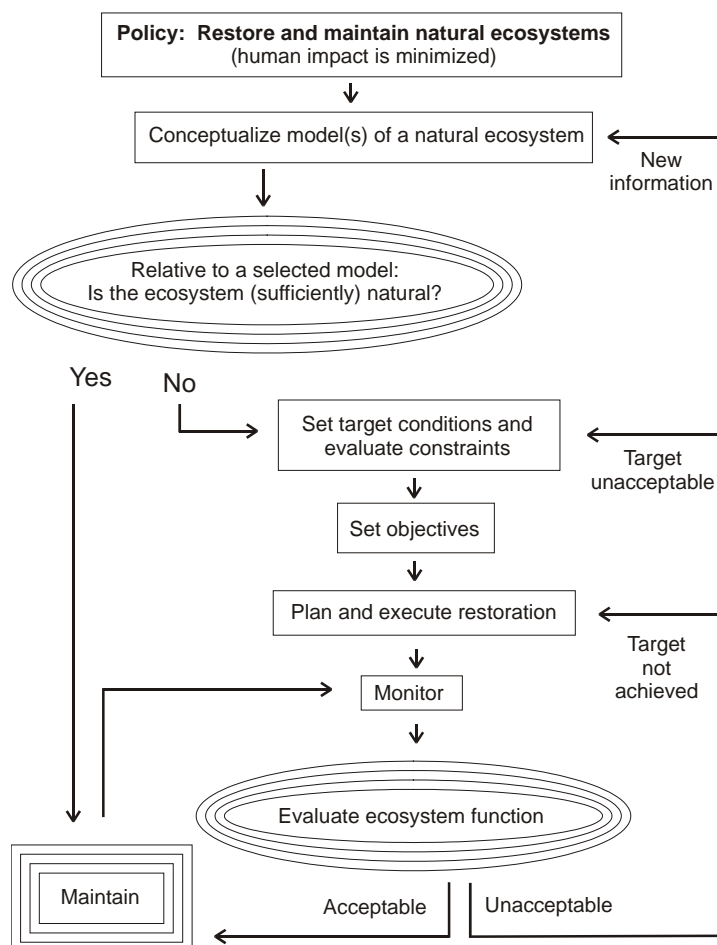 Policy: Restore and maintain natural ecosystems
(human impact is minimized)
Conceptualize model(s) of a natural ecosystem
New
information
Relative to a selected model:
Is the ecosystem (sufficiently) natural?
Yes
No
Set target conditions and
evaluate constraints
Target
unacceptable
Set objectives
Plan and execute restoration
Target
not
achieved
Monitor
Evaluate ecosystem function
Maintain
Acceptable
Unacceptable